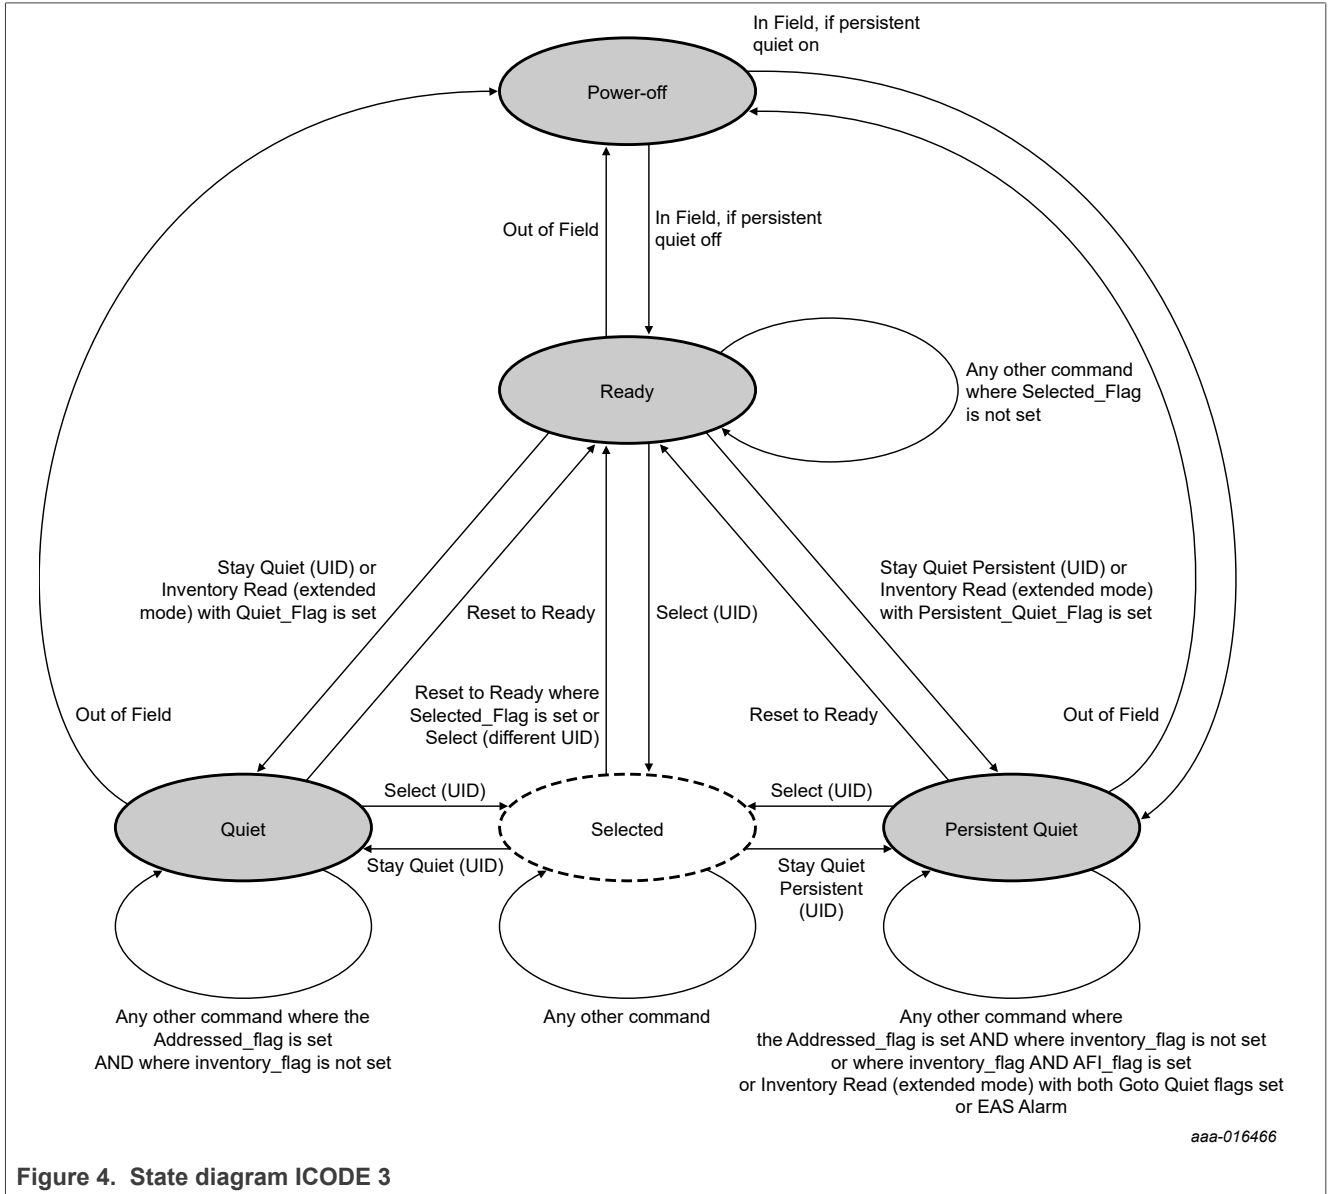 In Field, if persistent
quiet on
Power-off
Out of Field
In Field, if persistent
quiet off
Ready
Any other command
where Selected_Flag
is not set
Stay Quiet (UID) or
Inventory Read (extended
mode) with Quiet_Flag is set
Reset to Ready
Select (UID)
Stay Quiet Persistent (UID) or
Inventory Read (extended mode)
with Persistent_Quiet_Flag is set
Out of Field
Reset to Ready where
Selected_Flag is set or
Select (different UID)
Reset to Ready
Out of Field
Quiet
Select (UID)
Stay Quiet (UID)
Selected
Select (UID)
Stay Quiet
Persistent
(UID)
Persistent Quiet
Any other command where the
Addressed_flag is set
AND where inventory_flag is not set
Any other command
Any other command where
the Addressed_flag is set AND where inventory_flag is not set
or where inventory_flag AND AFI_flag is set
or Inventory Read (extended mode) with both Goto Quiet flags set
or EAS Alarm
aaa-016466
Figure 4. State diagram ICODE 3